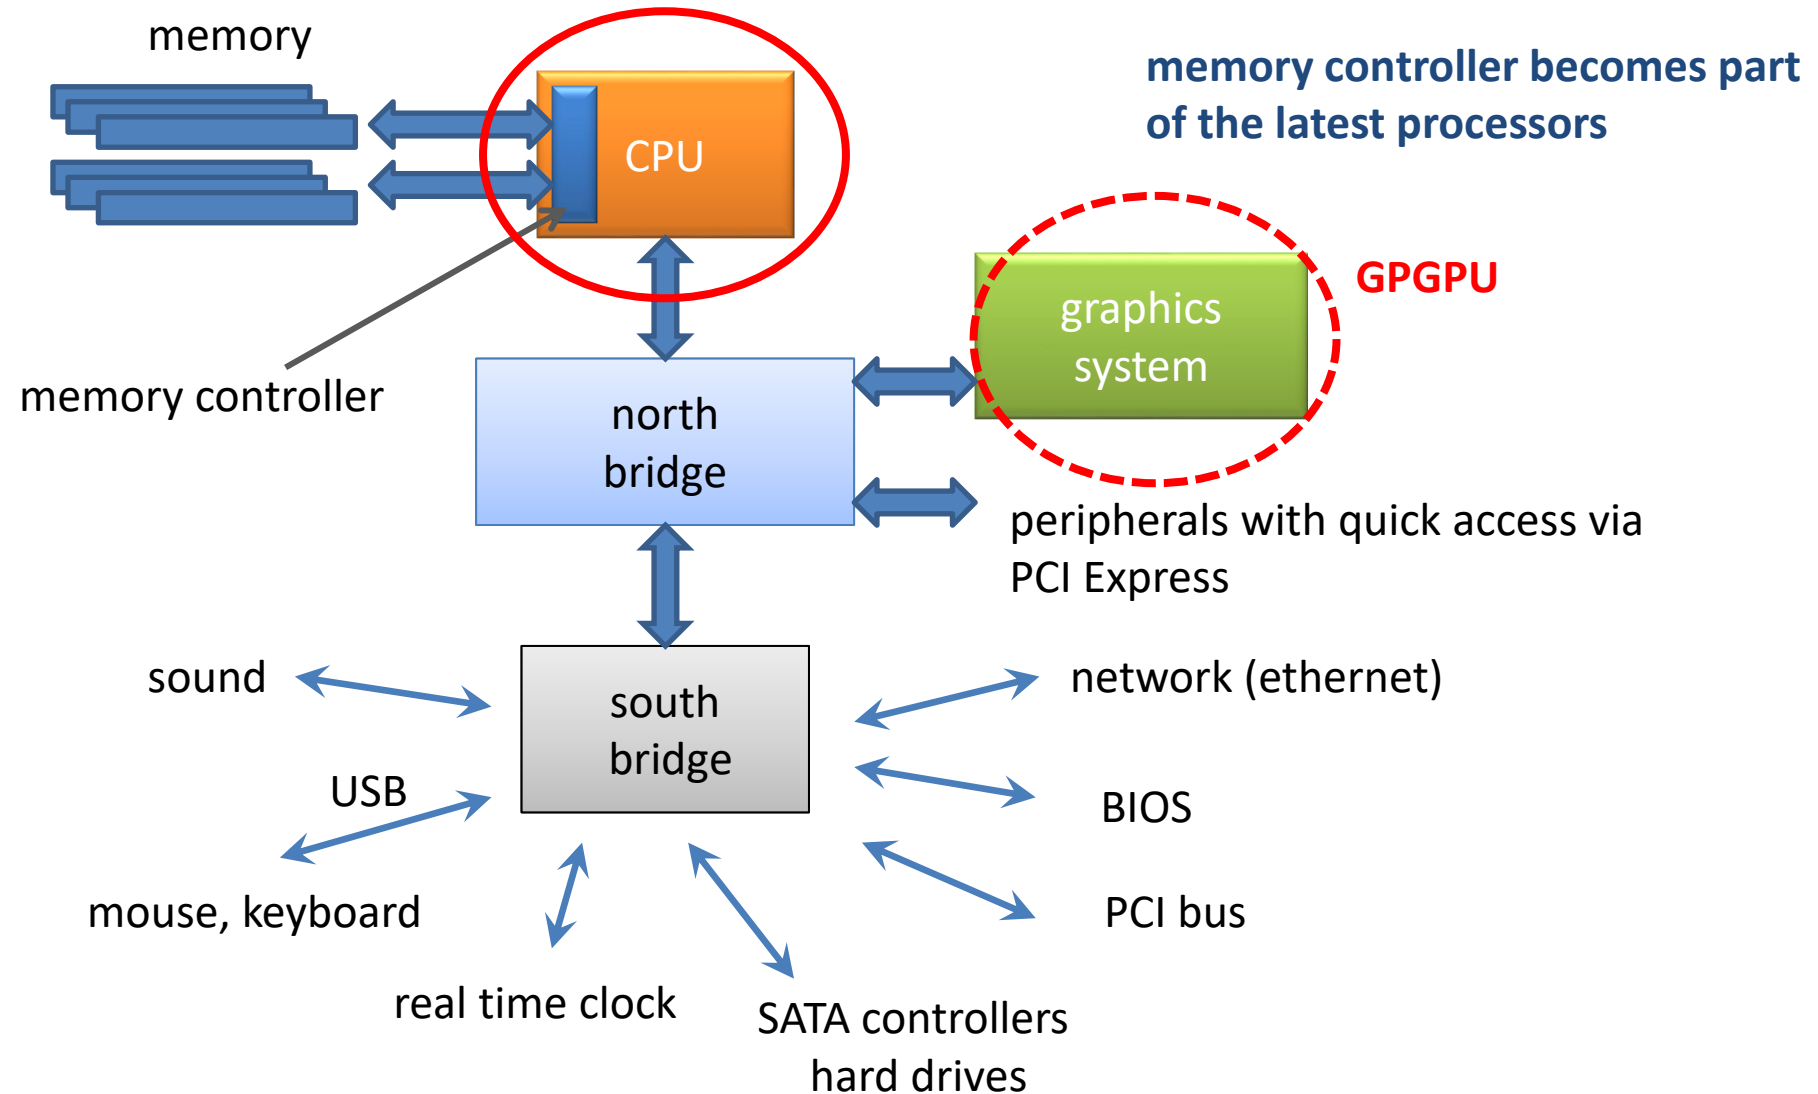 memory
memory controller becomes part
of the latest processors
CPU
GPGPU
graphics
system
memory controller
north
bridge
peripherals with quick access via
PCI Express
sound
network (ethernet)
south
bridge
USB
BIOS
mouse, keyboard
PCI bus
real time clock
SATA controllers
hard drives